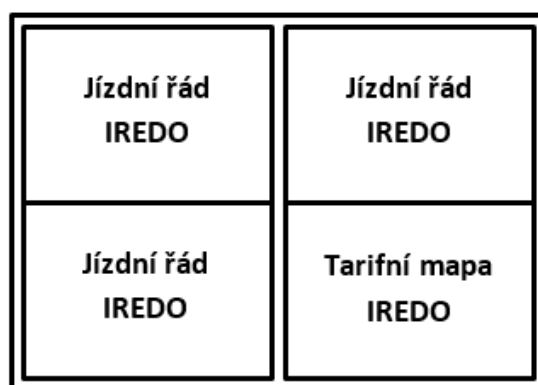 Jízdní řád
IREDO
Jízdní řád
IREDO
Jízdní řád
IREDO
Tarifní mapa
IREDO